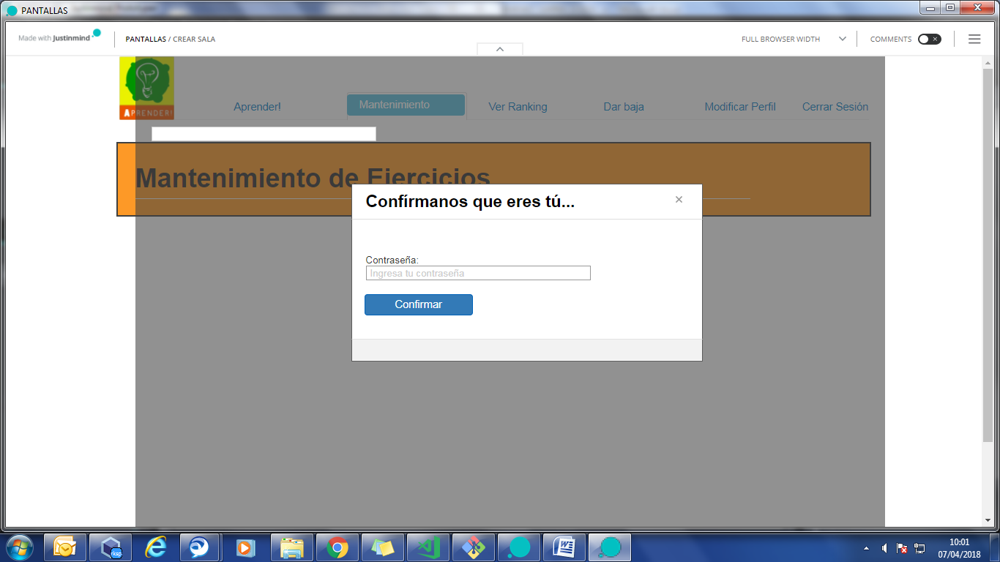 PANTALLAS
Made with Justinmind
PANTALLAS / CREAR SALA
FULL BROWSER WIDTH
COMMENTS
APRENDER!
Aprender!
Mantenimiento
Ver Ranking
Dar baja
Modificar Perfil
Cerrar Sesión
Mantenimiento de Ejercicios
Confírmanos que eres tú...
Contraseña:
Ingresa tu contraseña
Confirmar
10:01
07/04/2018